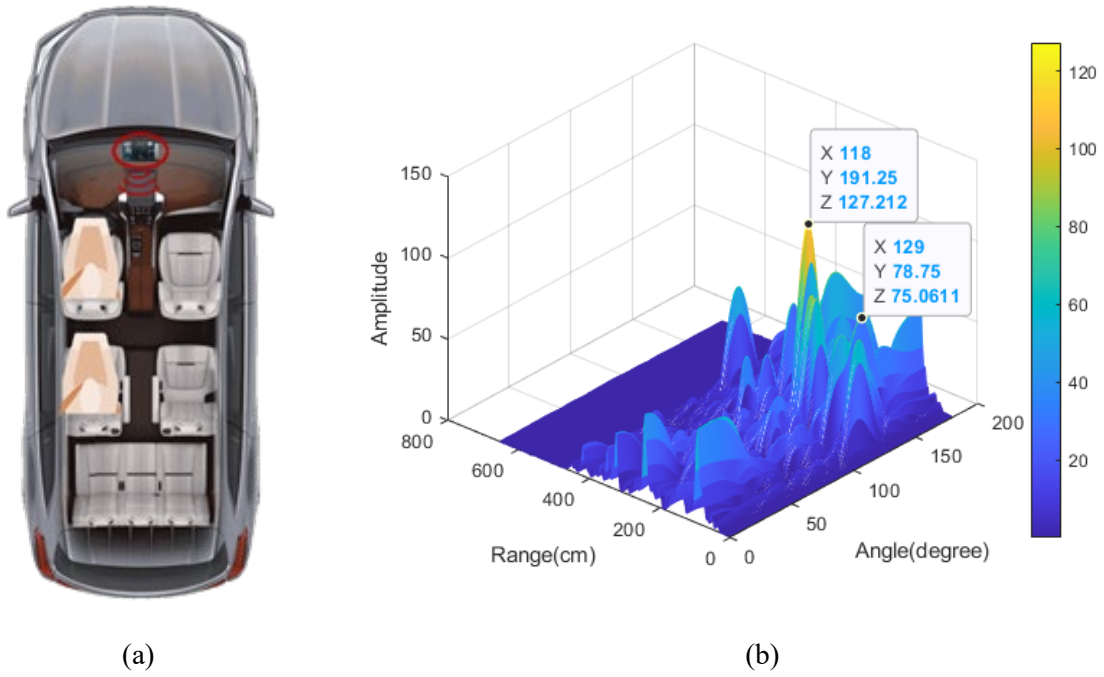 120
100
80
60
40
20
X 118
Y 191.25
Z 127.212
X 129
Y 78.75
Z 75.0611
150
100
50
0
Amplitude
800
600
400
200
0
Range(cm)
0
50
100
150
200
Angle(degree)
(a)
(b)